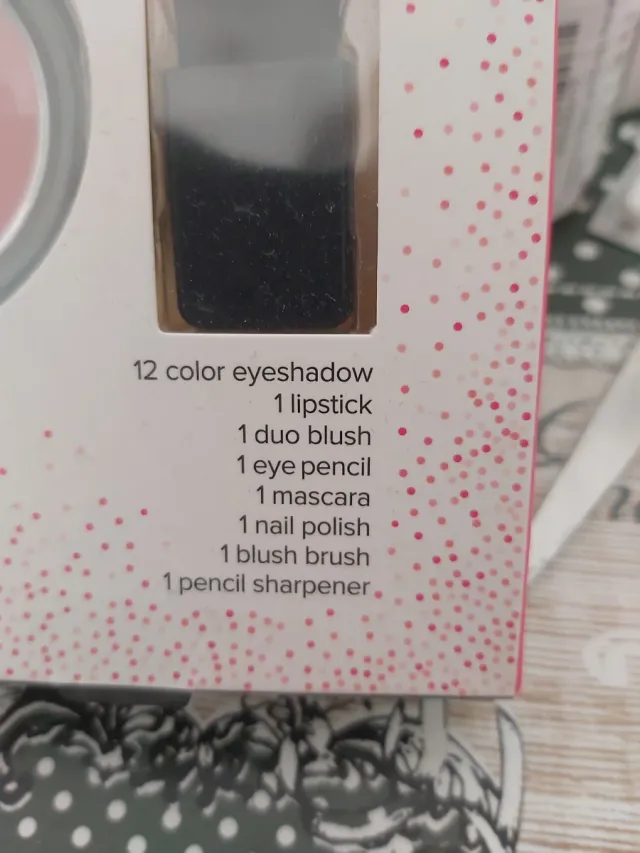 12 color eyeshadow
1 lipstick
1 duo blush
1 eye pencil
1 mascara
1 nail polish
1 blush brush
1 pencil sharpener